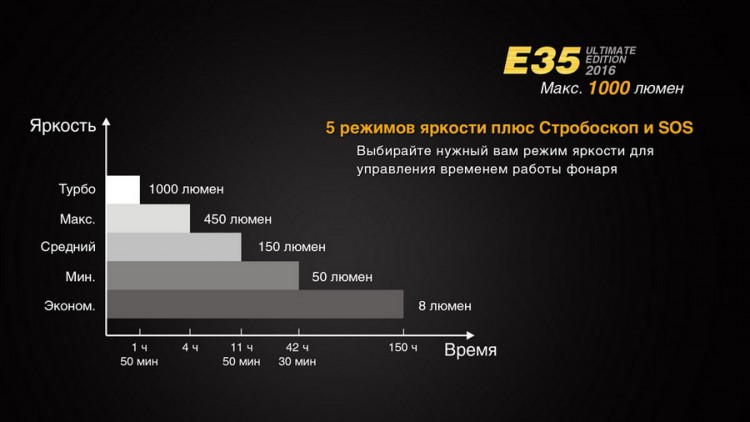 E35 ULTIMATE
EDITION
2016
Макс. 1000 люмен
5 режимов яркости плюс Стробоскоп и SOS
Выбирайте нужный вам режим яркости для
управления временем работы фонаря
Яркость
Турбо 1000 люмен
Макс. 450 люмен
Средний 150 люмен
Мин. 50 люмен
Эконом. 8 люмен
1 ч 4 ч 11 ч 42 ч 150 ч
50 мин 50 мин 30 мин
Время